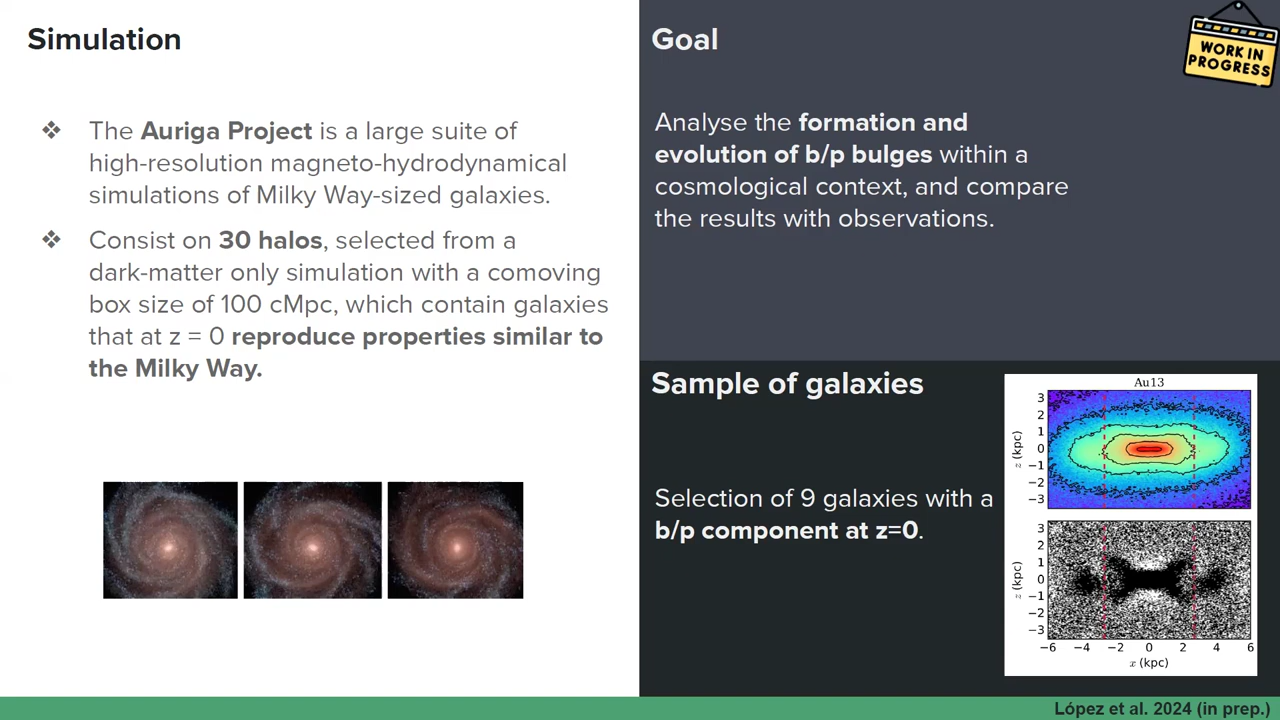 Simulation
❖ The Auriga Project is a large suite of
high-resolution magneto-hydrodynamical
simulations of Milky Way-sized galaxies.
❖ Consist on 30 halos, selected from a
dark-matter only simulation with a comoving
box size of 100 cMpc, which contain galaxies
that at z = 0 reproduce properties similar to
the Milky Way.
Goal
WORK IN
PROGRESS
Analyse the formation and
evolution of b/p bulges within a
cosmological context, and compare
the results with observations.
Sample of galaxies
Selection of 9 galaxies with a
b/p component at z=0.
Au13
3
2
1
0
−1
−2
−3
z (kpc)
3
2
1
0
−1
−2
−3
z (kpc)
−6 −4 −2 0 2 4 6
x (kpc)
López et al. 2024 (in prep.)